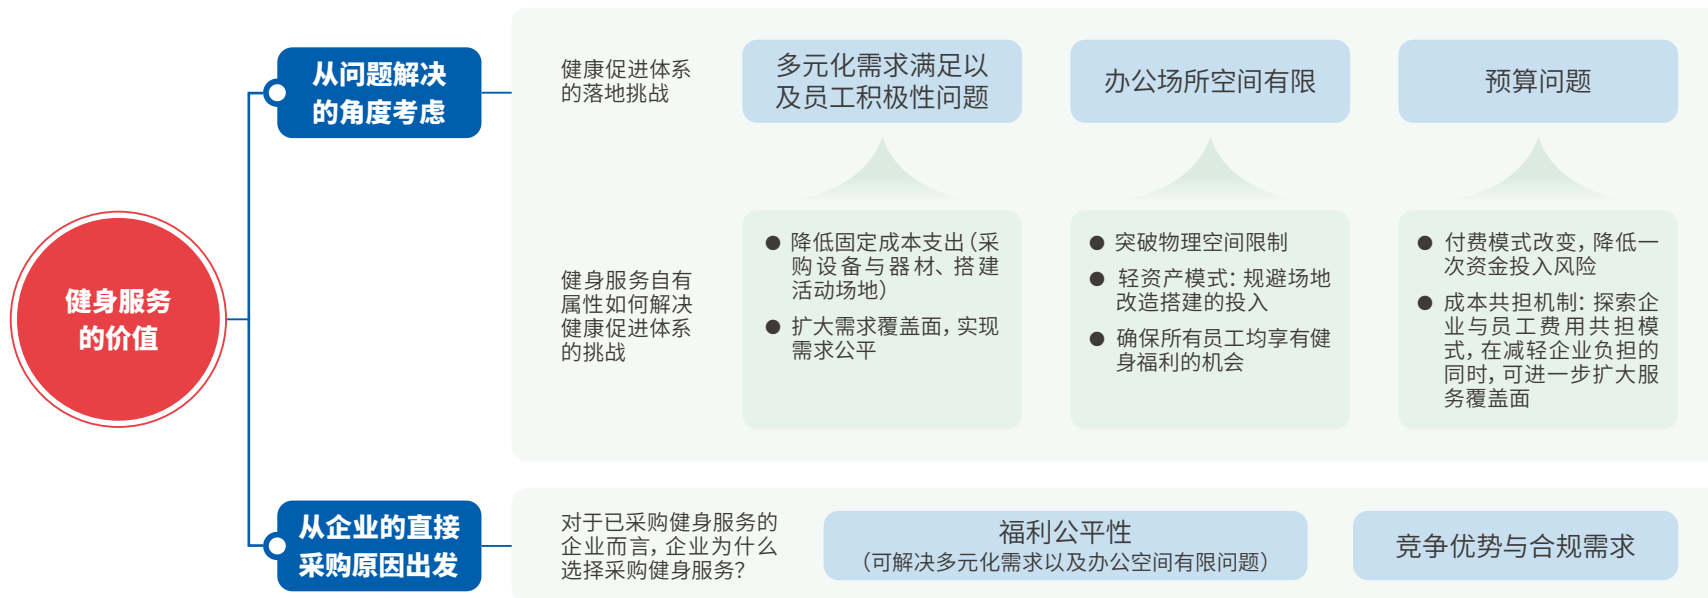 健身服务
的价值
从问题解决
的角度考虑
健康促进体系
的落地挑战
多元化需求满足以
及员工积极性问题
办公场所空间有限
预算问题
健身服务自有
属性如何解决
健康促进体系
的挑战
● 降低固定成本支出（采
购设备与器材、搭建
活动场地）
● 扩大需求覆盖面，实现
需求公平
● 突破物理空间限制
● 轻资产模式：规避场地
改造搭建的投入
● 确保所有员工均享有健
身福利的机会
● 付费模式改变，降低一
次资金投入风险
● 成本共担机制：探索企
业与员工费用共担模
式，在减轻企业负担的
同时，可进一步扩大服
务覆盖面
从企业的直接
采购原因出发
对于已采购健身服务的
企业而言，企业为什么
选择采购健身服务？
福利公平性
（可解决多元化需求以及办公空间有限问题）
竞争优势与合规需求